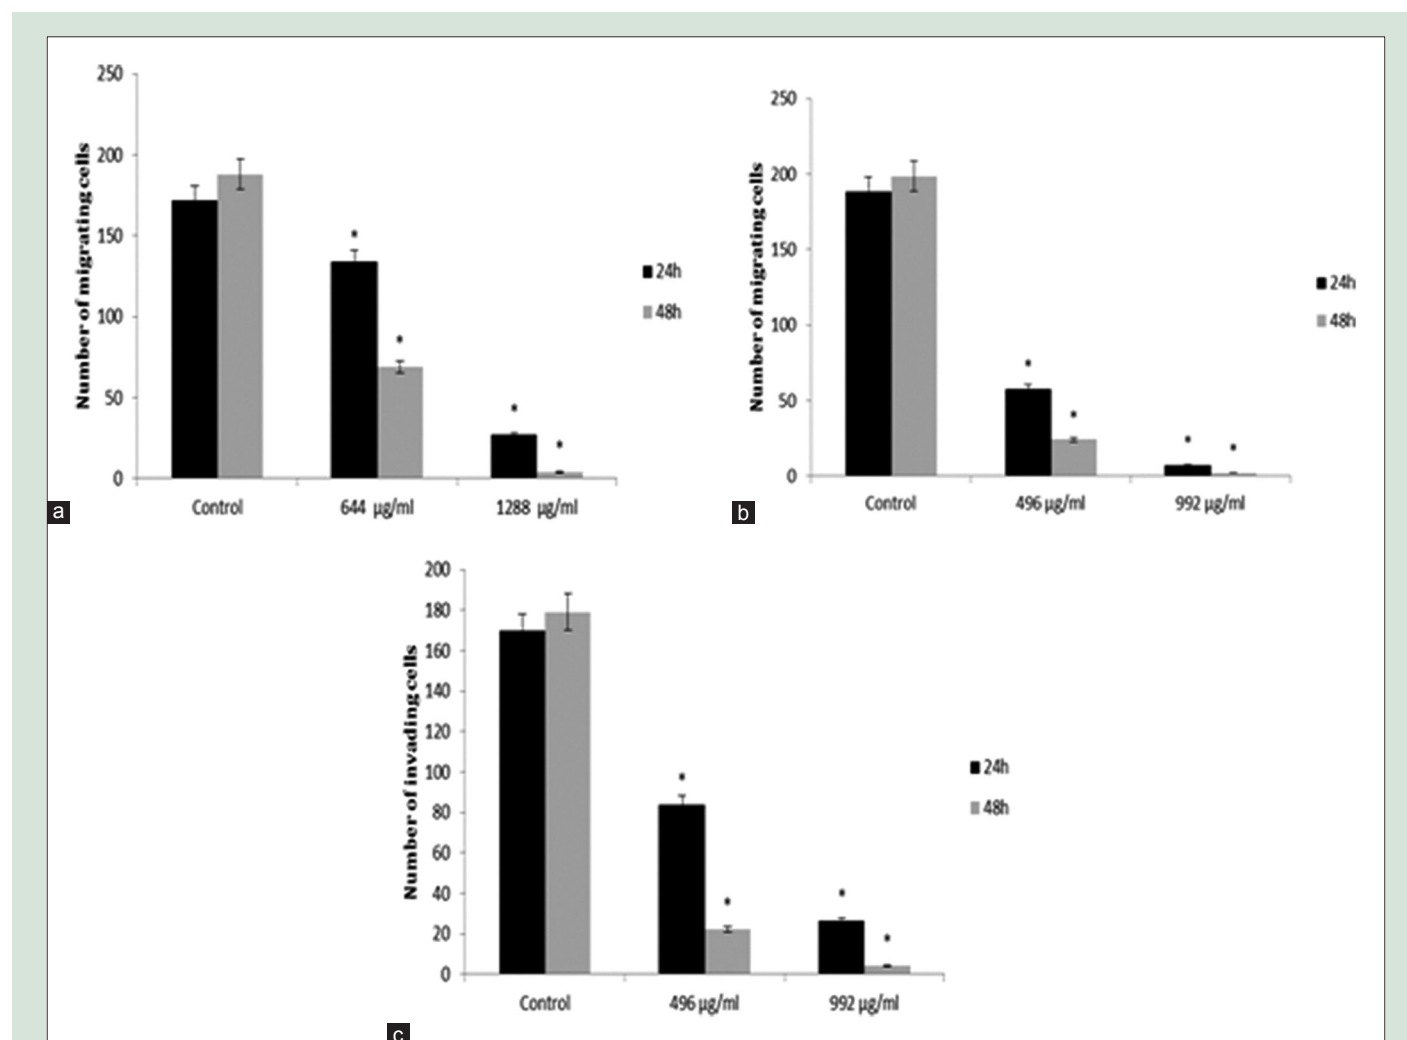 250
200
150
100
50
0
Number of migrating cells
*
*
*
*
24h
48h
Control
644 µg/ml
1288 µg/ml
a
250
200
150
100
50
0
Number of migrating cells
*
*
*
*
24h
48h
Control
496 µg/ml
992 µg/ml
b
200
180
160
140
120
100
80
60
40
20
0
Number of invading cells
*
*
*
*
24h
48h
Control
496 µg/ml
992 µg/ml
c